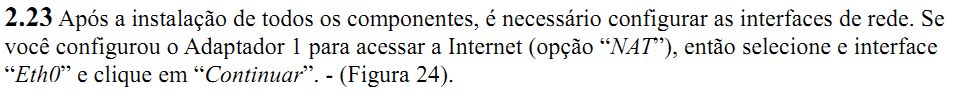 2.23 Após a instalação de todos os componentes, é necessário configurar as interfaces de rede. Se
você configurou o Adaptador 1 para acessar a Internet (opção “NAT”), então selecione e interface
“Eth0” e clique em “Continuar”. - (Figura 24).